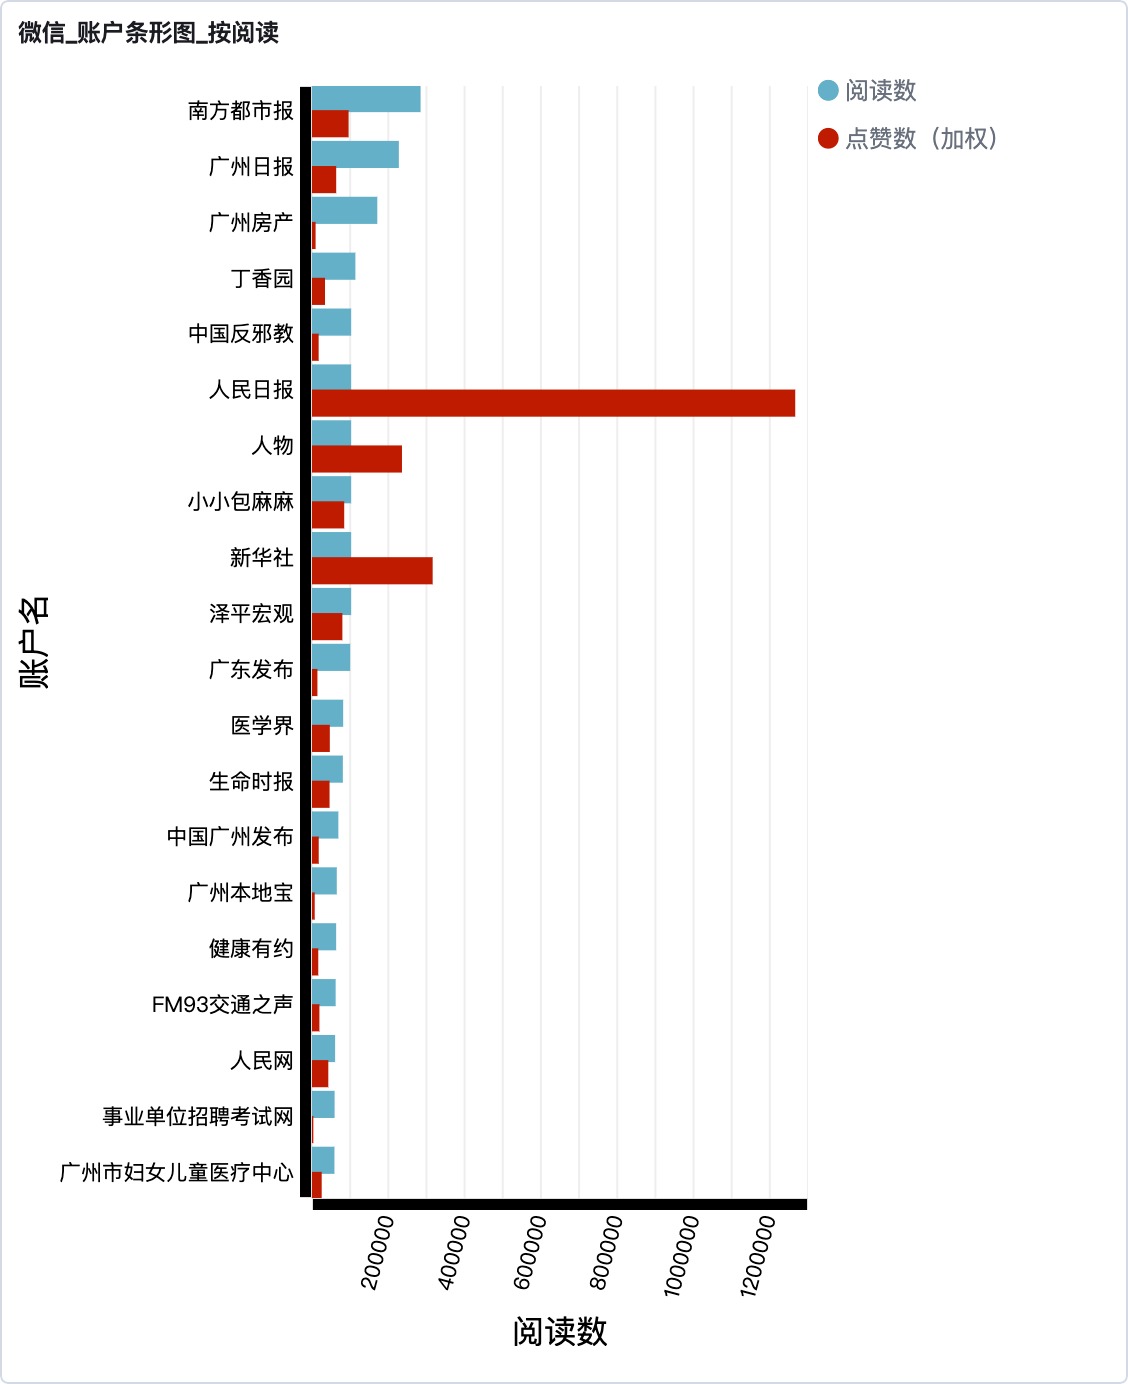 微信_账户条形图_按阅读
阅读数
点赞数（加权）
南方都市报
广州日报
广州房产
丁香园
中国反邪教
人民日报
人物
小小包麻麻
新华社
泽平宏观
广东发布
医学界
生命时报
中国广州发布
广州本地宝
健康有约
FM93交通之声
人民网
事业单位招聘考试网
广州市妇女儿童医疗中心
账户名
200000
400000
600000
800000
1000000
1200000
阅读数